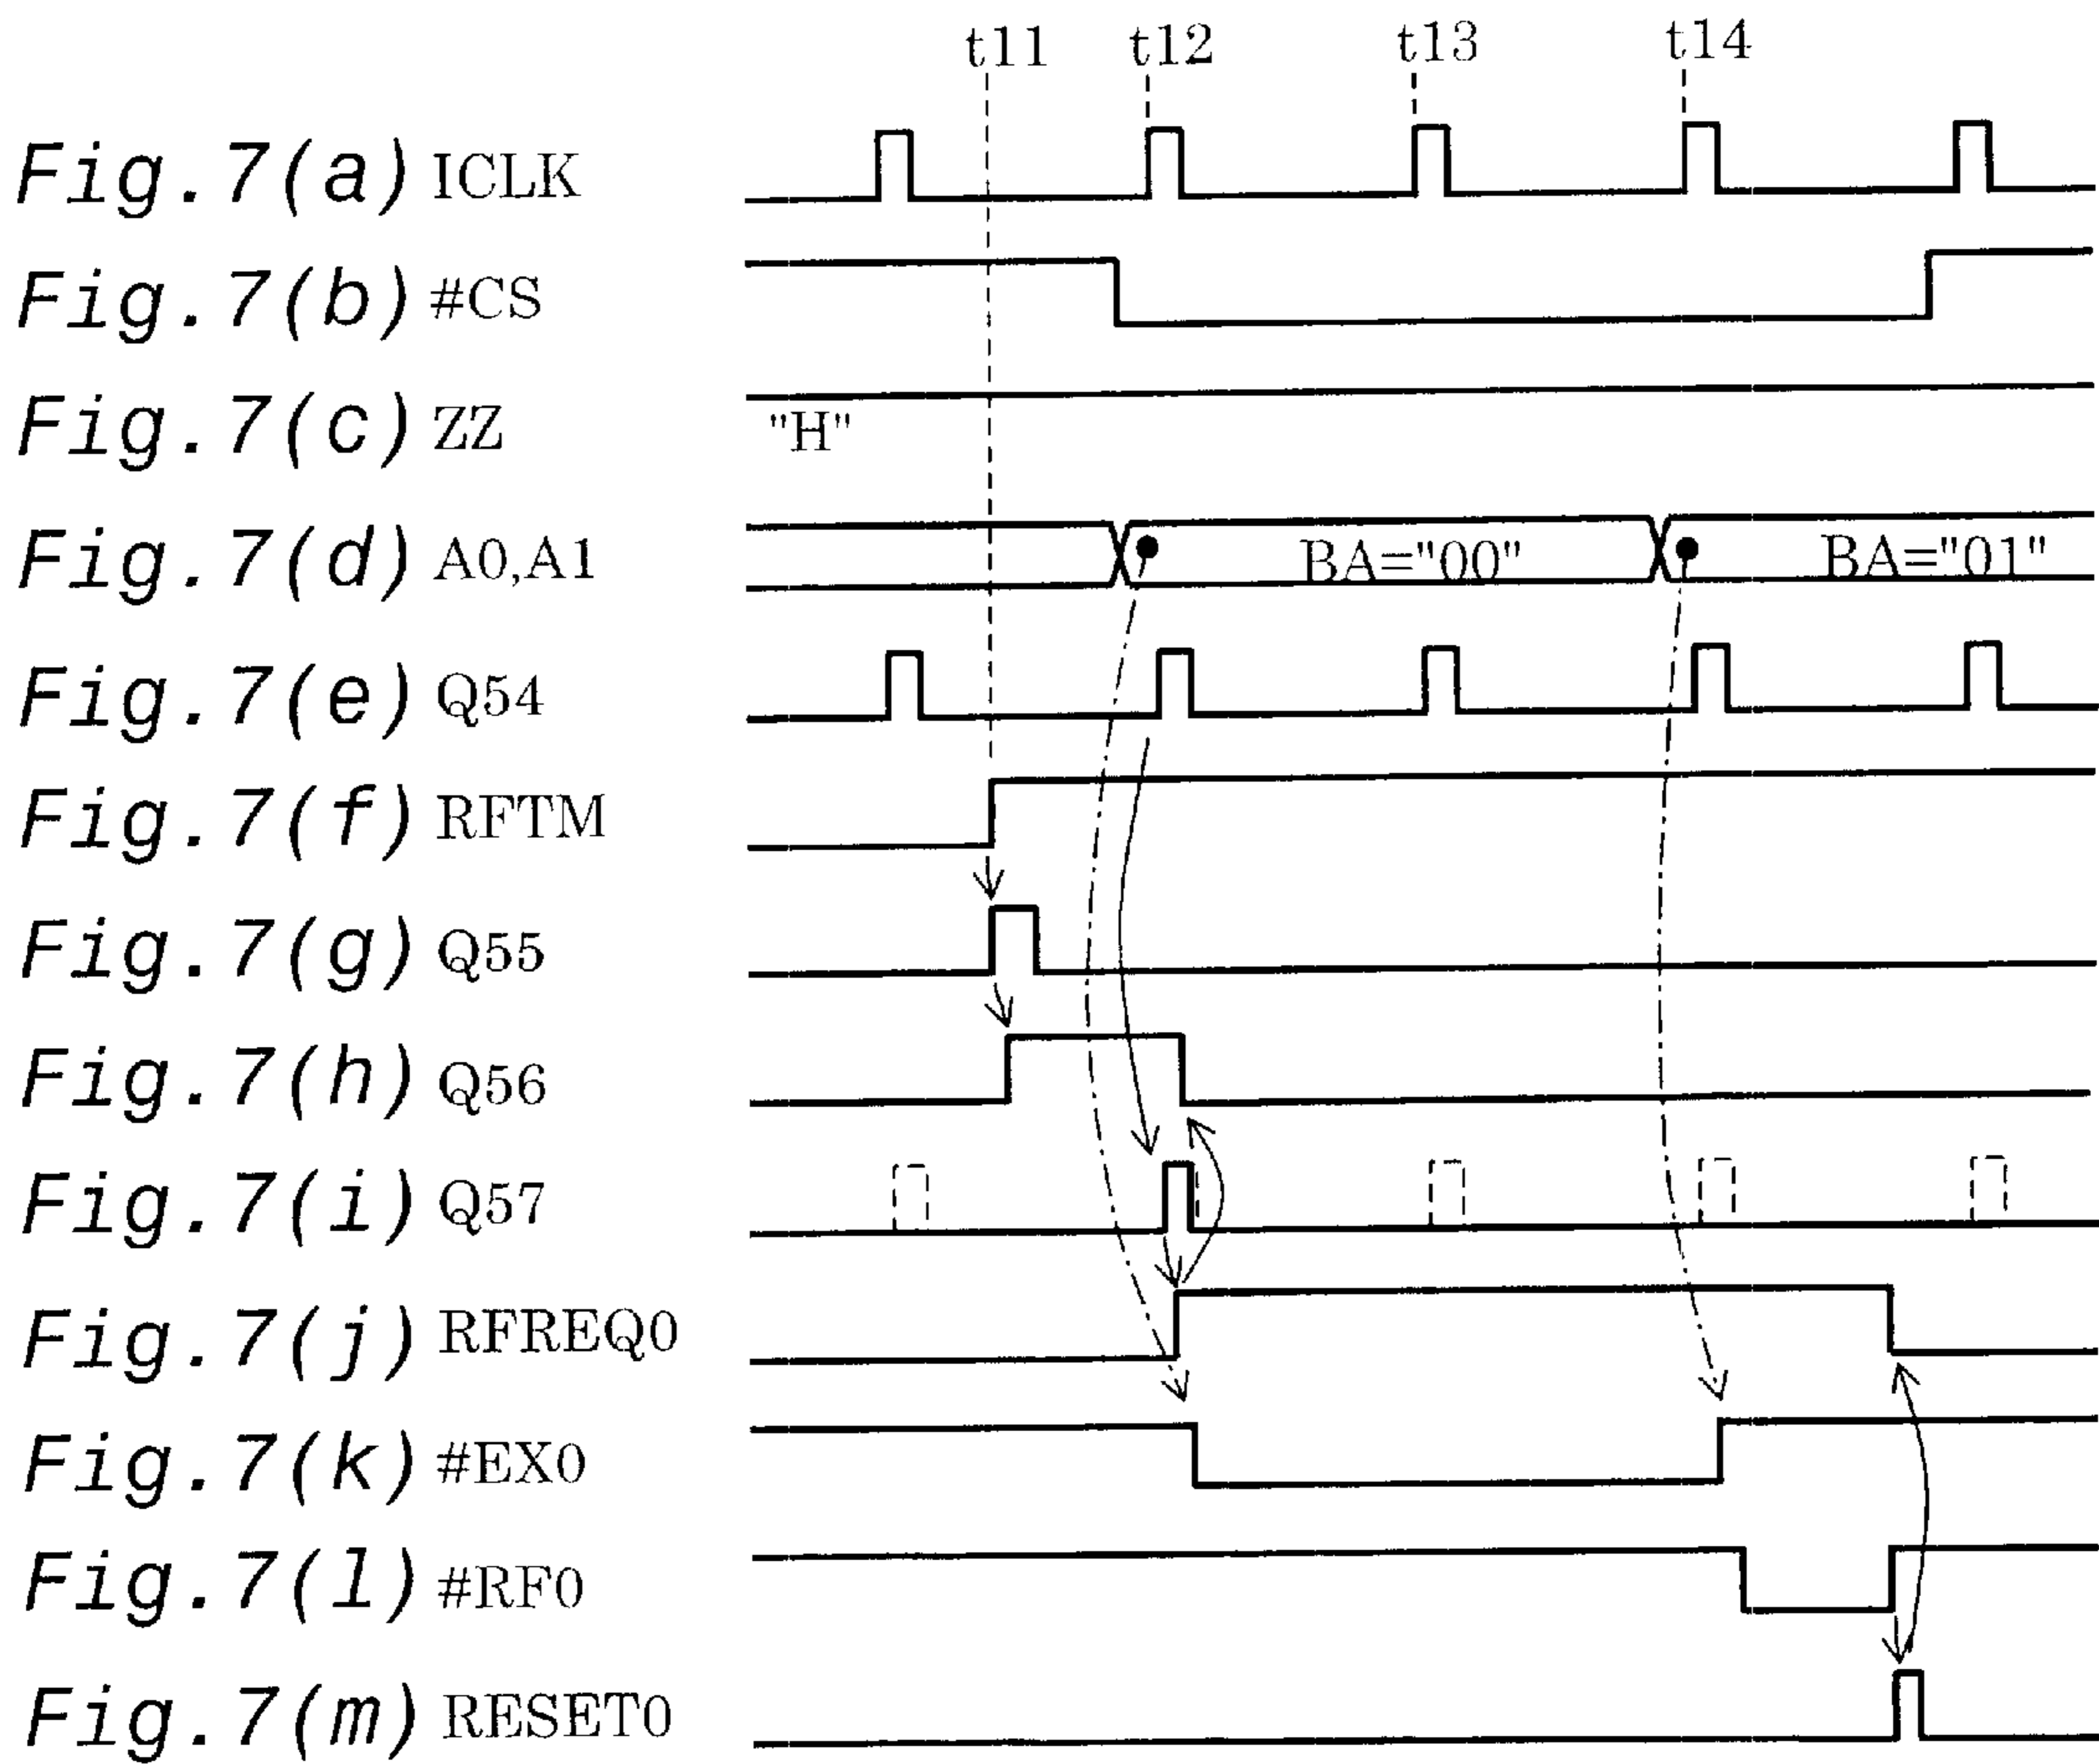 t11 t12 t13 t14
Fig.7(a) ICLK
Fig.7(b) #CS
Fig.7(c) ZZ "H"
Fig.7(d) A0,A1 BA="00" BA="01"
Fig.7(e) Q54
Fig.7(f) RFTM
Fig.7(g) Q55
Fig.7(h) Q56
Fig.7(i) Q57
Fig.7(j) RFREQ0
Fig.7(k) #EX0
Fig.7(l) #RF0
Fig.7(m) RESET0